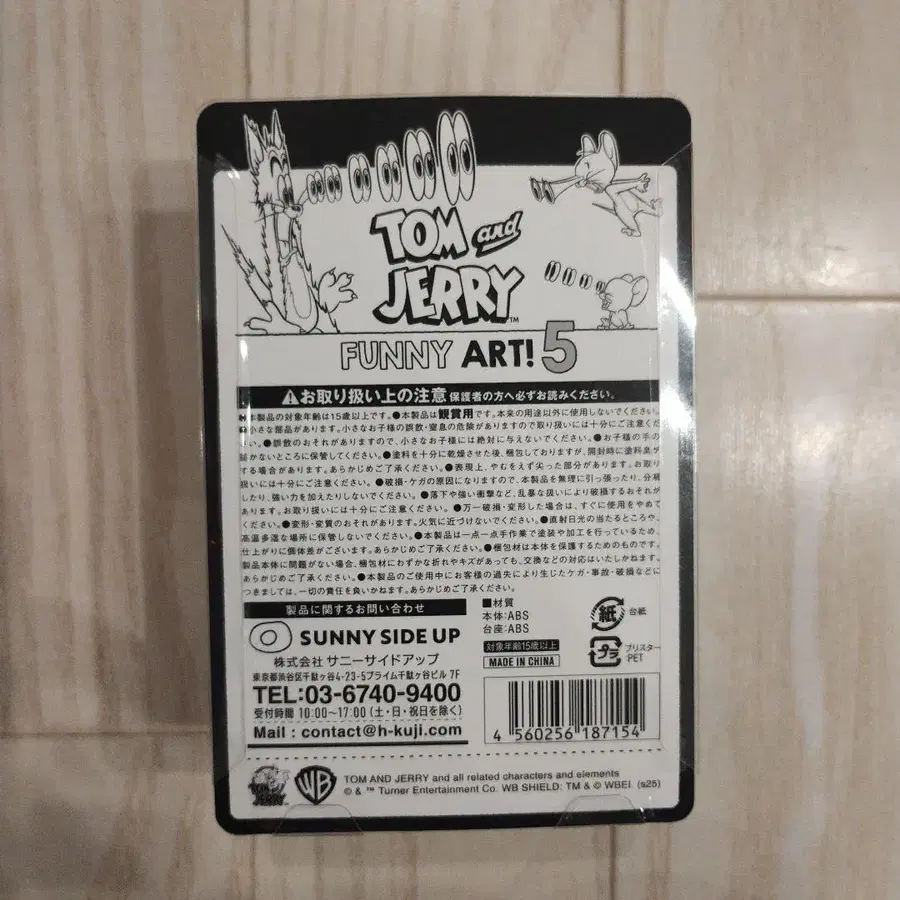 TOM and
JERRY™
FUNNY ART! 5
⚠お取り扱い上の注意 保護者の方へ必ずお読みください。
本製品の対象年齢は15歳以上です。●本製品は観賞用です。本来の用途以外に使用しないでください。
小さな部品があります。小さなお子様の誤飲・窒息の危険がありますので取り扱いには十分にご注意くださ
い。●誤飲のおそれがありますので、小さなお子様には絶対に与えないでください。●お子様の手の
届かないところに保管してください。●塗料を十分に乾燥させた後、梱包しておりますが、開封時に塗料臭が
する場合があります。あらかじめご了承ください。●表現上、やむをえず尖った部分があります。お取り
扱いには十分にご注意ください。●破損・ケガの原因になりますので、本製品を無理に引っ張ったり、分解
したり、強い力を加えたりしないでください。●落下や強い衝撃など、乱暴な扱いにより破損するおそれが
あります。お取り扱いには十分にご注意ください。●万一破損・変形した場合は、すぐに使用をやめて
ください。●変形・変質のおそれがあります。火気に近づけないでください。●直射日光の当たるところや、
高温多湿な場所に保管しないでください。●本製品は一点一点手作業で塗装や加工を行っているため、
仕上がりに個体差がございます。あらかじめご了承ください。●梱包材は本体を保護するためのものです。
製品本体に問題がない場合、梱包材にわずかな折れやキズがあっても、交換などの対応はいたしかねます。
あらかじめご了承ください。●本製品のご使用中にお客様の過失により生じたケガ・事故・破損などに
つきましては、一切の責任を負いかねます。あらかじめご了承ください。
製品に関するお問い合わせ
SUNNY SIDE UP
株式会社 サニーサイドアップ
東京都渋谷区千駄ヶ谷4-23-5プライム千駄ヶ谷ビル 7F
TEL:03-6740-9400
受付時間 10:00〜17:00 (土・日・祝日を除く)
Mail : contact@h-kuji.com
■材質
本体:ABS
台座:ABS
対象年齢15歳以上
MADE IN CHINA
紙 台紙
プラ ブリスター
:PET
4 560256 187154
TOM and JERRY
WB
TOM AND JERRY and all related characters and elements
© & ™ Turner Entertainment Co. WB SHIELD: TM & © WBEI. (s25)